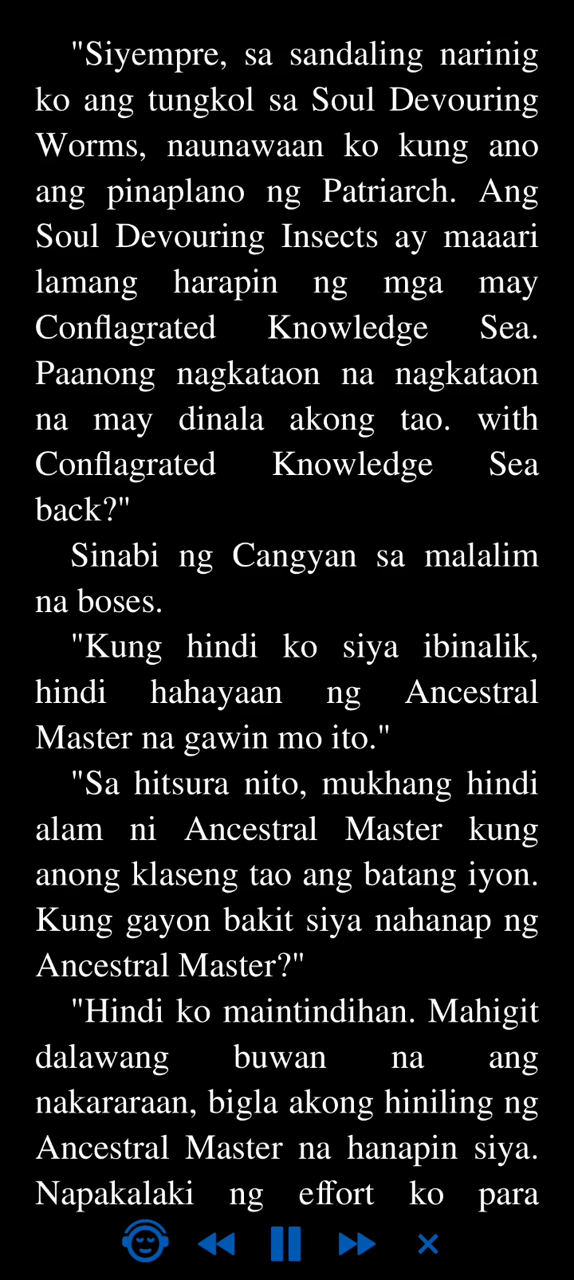 "Siyempre, sa sandaling narinig
ko ang tungkol sa Soul Devouring
Worms, naunawaan ko kung ano
ang pinaplano ng Patriarch. Ang
Soul Devouring Insects ay maaari
lamang harapin ng mga may
Conflagrated Knowledge Sea.
Paanong nagkataon na nagkataon
na may dinala akong tao. with
Conflagrated Knowledge Sea
back?"
Sinabi ng Cangyan sa malalim
na boses.
"Kung hindi ko siya ibinalik,
hindi hahayaan ng Ancestral
Master na gawin mo ito."
"Sa hitsura nito, mukhang hindi
alam ni Ancestral Master kung
anong klaseng tao ang batang iyon.
Kung gayon bakit siya nahanap ng
Ancestral Master?"
"Hindi ko maintindihan. Mahigit
dalawang buwan na ang
nakararaan, bigla akong hiniling ng
Ancestral Master na hanapin siya.
Napakalaki ng effort ko para